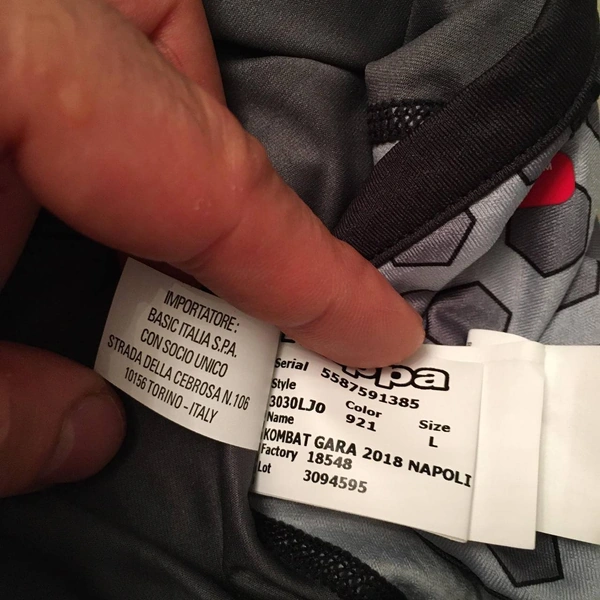 IMPORTATORE:
BASIC ITALIA S.P.A.
CON SOCIO UNICO
STRADA DELLA CEBROSA N.106
10156 TORINO - ITALY
Serial 5587591385
Style
3030LJ0 Color Size
Name 921 L
KOMBAT GARA 2018 NAPOLI
Factory 18548
Lot 3094595